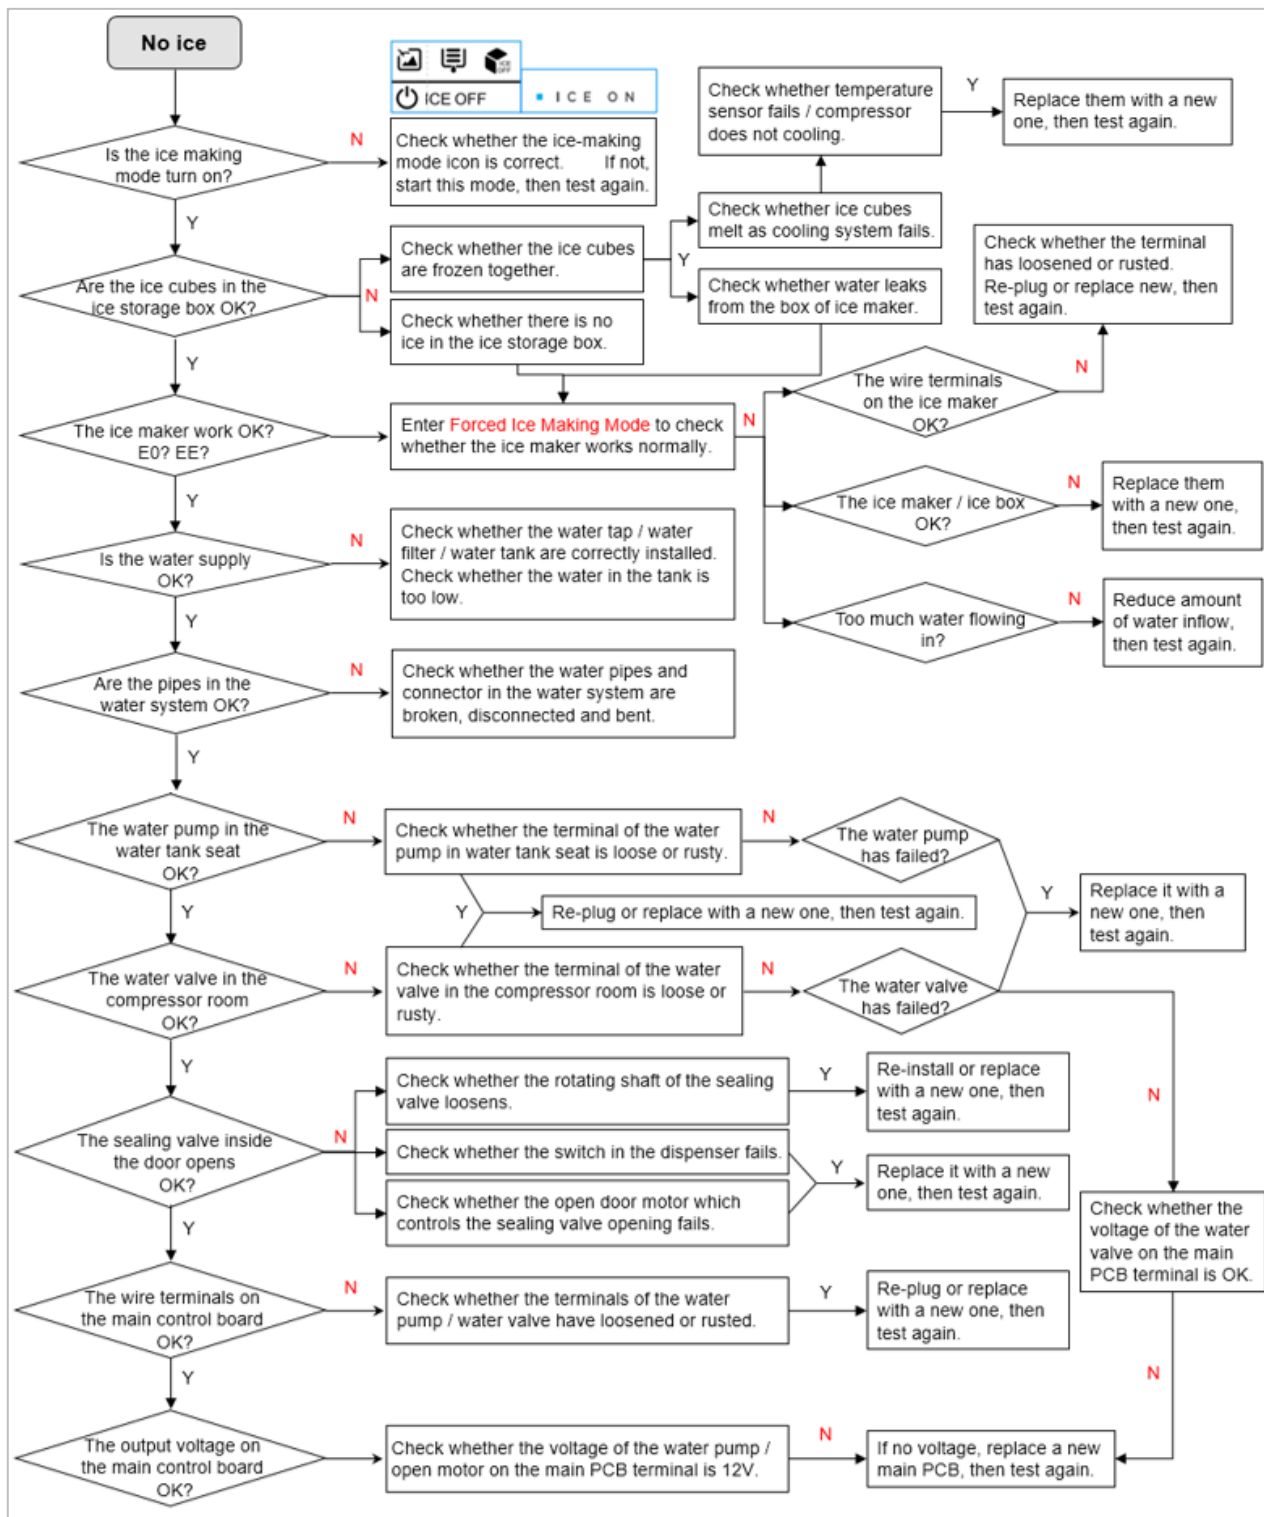 No ice
ICE
OFF
ICE OFF
ICE ON
Is the ice making
mode turn on?
N
Check whether the ice-making
mode icon is correct. If not,
start this mode, then test again.
Check whether temperature
sensor fails / compressor
does not cooling.
Y
Replace them with a new
one, then test again.
Y
Are the ice cubes in the
ice storage box OK?
N
Check whether the ice cubes
are frozen together.
Y
Check whether ice cubes
melt as cooling system fails.
Check whether water leaks
from the box of ice maker.
Check whether there is no
ice in the ice storage box.
Check whether the terminal
has loosened or rusted.
Re-plug or replace new, then
test again.
Y
The ice maker work OK?
E0? EE?
Enter Forced Ice Making Mode to check
whether the ice maker works normally.
N
The wire terminals
on the ice maker
OK?
N
The ice maker / ice box
OK?
N
Replace them
with a new one,
then test again.
Too much water flowing
in?
N
Reduce amount
of water inflow,
then test again.
Y
Is the water supply
OK?
N
Check whether the water tap / water
filter / water tank are correctly installed.
Check whether the water in the tank is
too low.
Y
Are the pipes in the
water system OK?
N
Check whether the water pipes and
connector in the water system are
broken, disconnected and bent.
Y
The water pump in the
water tank seat
OK?
N
Check whether the terminal of the water
pump in water tank seat is loose or rusty.
N
The water pump
has failed?
Y
Re-plug or replace with a new one, then test again.
Y
Replace it with a
new one, then
test again.
Y
The water valve in the
compressor room
OK?
N
Check whether the terminal of the water
valve in the compressor room is loose or
rusty.
N
The water valve
has failed?
N
Y
The sealing valve inside
the door opens
OK?
N
Check whether the rotating shaft of the sealing
valve loosens.
Y
Re-install or replace
with a new one, then
test again.
Check whether the switch in the dispenser fails.
Check whether the open door motor which
controls the sealing valve opening fails.
Y
Replace it with a new
one, then test again.
Check whether the
voltage of the water
valve on the main
PCB terminal is OK.
Y
The wire terminals on
the main control board
OK?
N
Check whether the terminals of the water
pump / water valve have loosened or rusted.
Y
Re-plug or replace
with a new one, then
test again.
N
Y
The output voltage on
the main control board
OK?
Check whether the voltage of the water pump /
open motor on the main PCB terminal is 12V.
N
If no voltage, replace a new
main PCB, then test again.